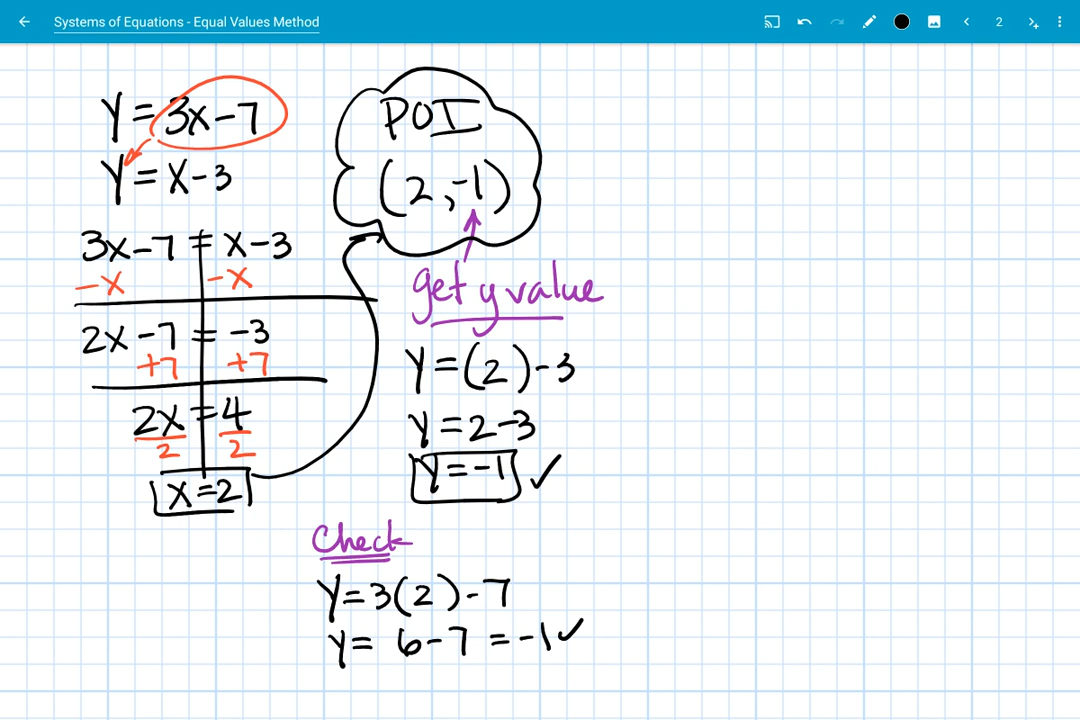 Systems of Equations - Equal Values Method
2
y = 3x - 7
y = x - 3
3x - 7 = x - 3
-x -x
2x - 7 = -3
+7 +7
2x = 4
2 2
x = 2
POI
(2, -1)
get y value
y = (2) - 3
y = 2 - 3
y = -1 ✓
Check
y = 3(2) - 7
y = 6 - 7 = -1 ✓